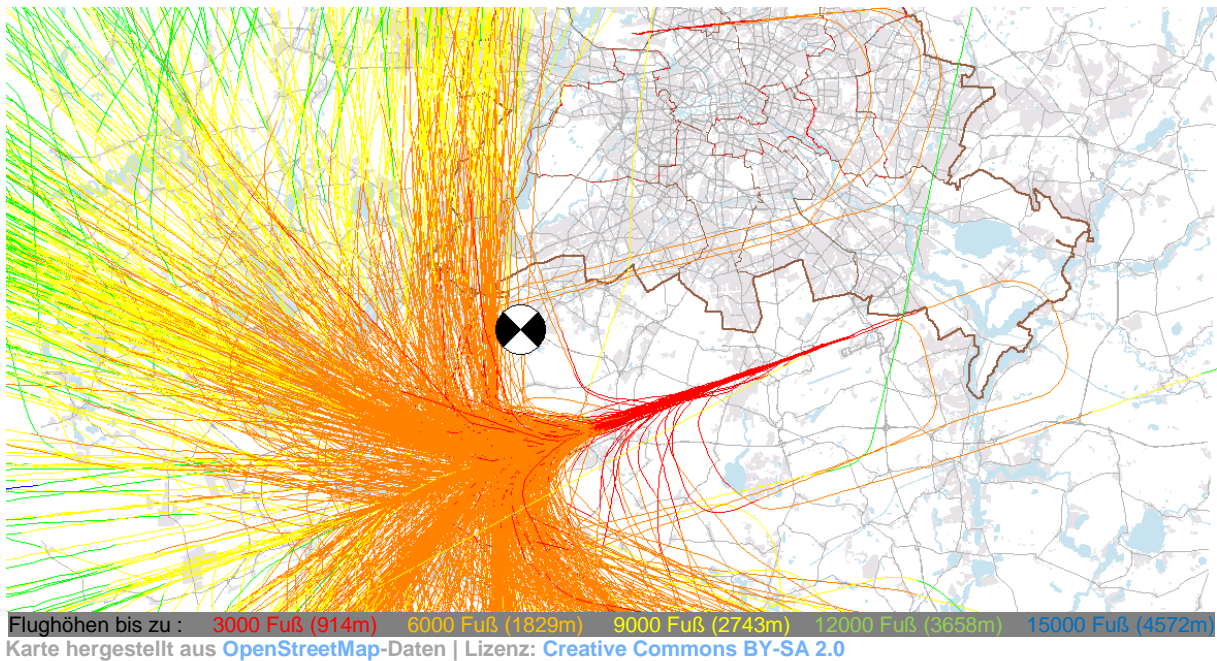 Flughöhen bis zu : 3000 Fuß (914m) 6000 Fuß (1829m) 9000 Fuß (2743m) 12000 Fuß (3658m) 15000 Fuß (4572m)
Karte hergestellt aus OpenStreetMap-Daten | Lizenz: Creative Commons BY-SA 2.0